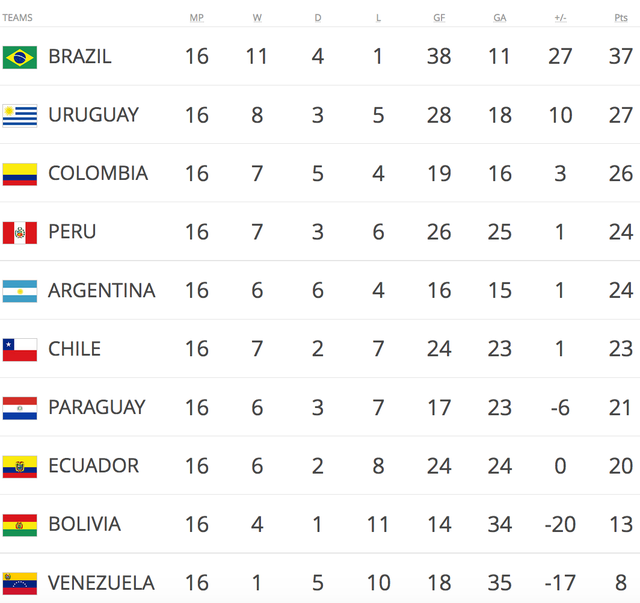 TEAMS MP W D L GF GA +/- Pts
BRAZIL 16 11 4 1 38 11 27 37
URUGUAY 16 8 3 5 28 18 10 27
COLOMBIA 16 7 5 4 19 16 3 26
PERU 16 7 3 6 26 25 1 24
ARGENTINA 16 6 6 4 16 15 1 24
CHILE 16 7 2 7 24 23 1 23
PARAGUAY 16 6 3 7 17 23 -6 21
ECUADOR 16 6 2 8 24 24 0 20
BOLIVIA 16 4 1 11 14 34 -20 13
VENEZUELA 16 1 5 10 18 35 -17 8